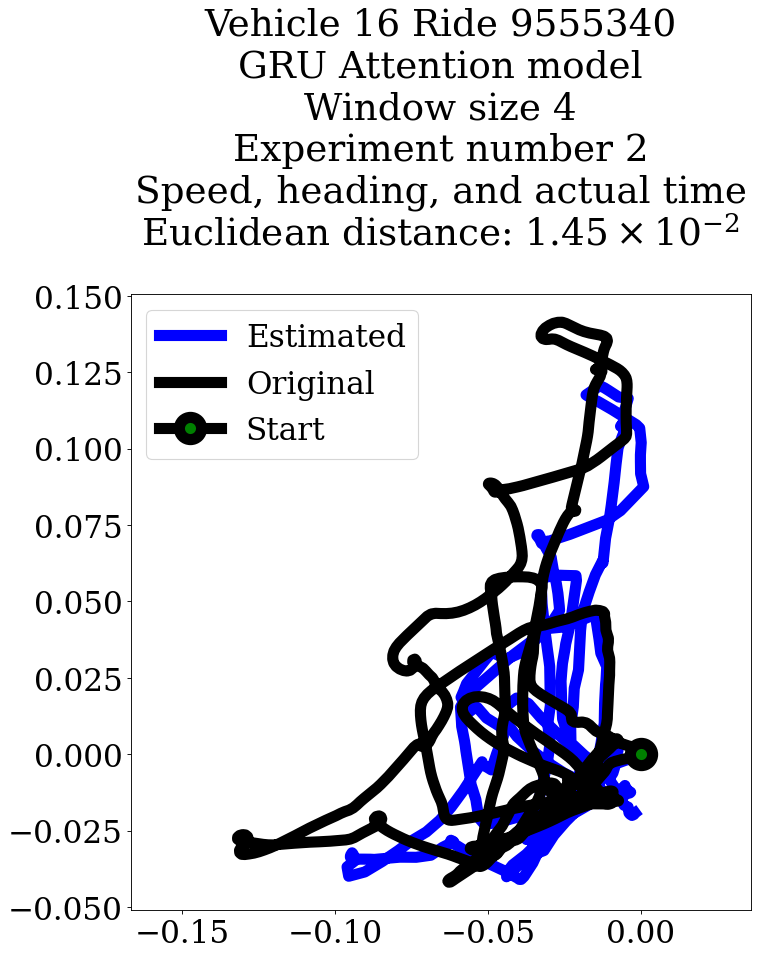 Vehicle 16 Ride 9555340
GRU Attention model
Window size 4
Experiment number 2
Speed, heading, and actual time
Euclidean distance: 1.45 × 10⁻²
0.150
0.125
0.100
0.075
0.050
0.025
0.000
−0.025
−0.050
Estimated
Original
Start
−0.15
−0.10
−0.05
0.00